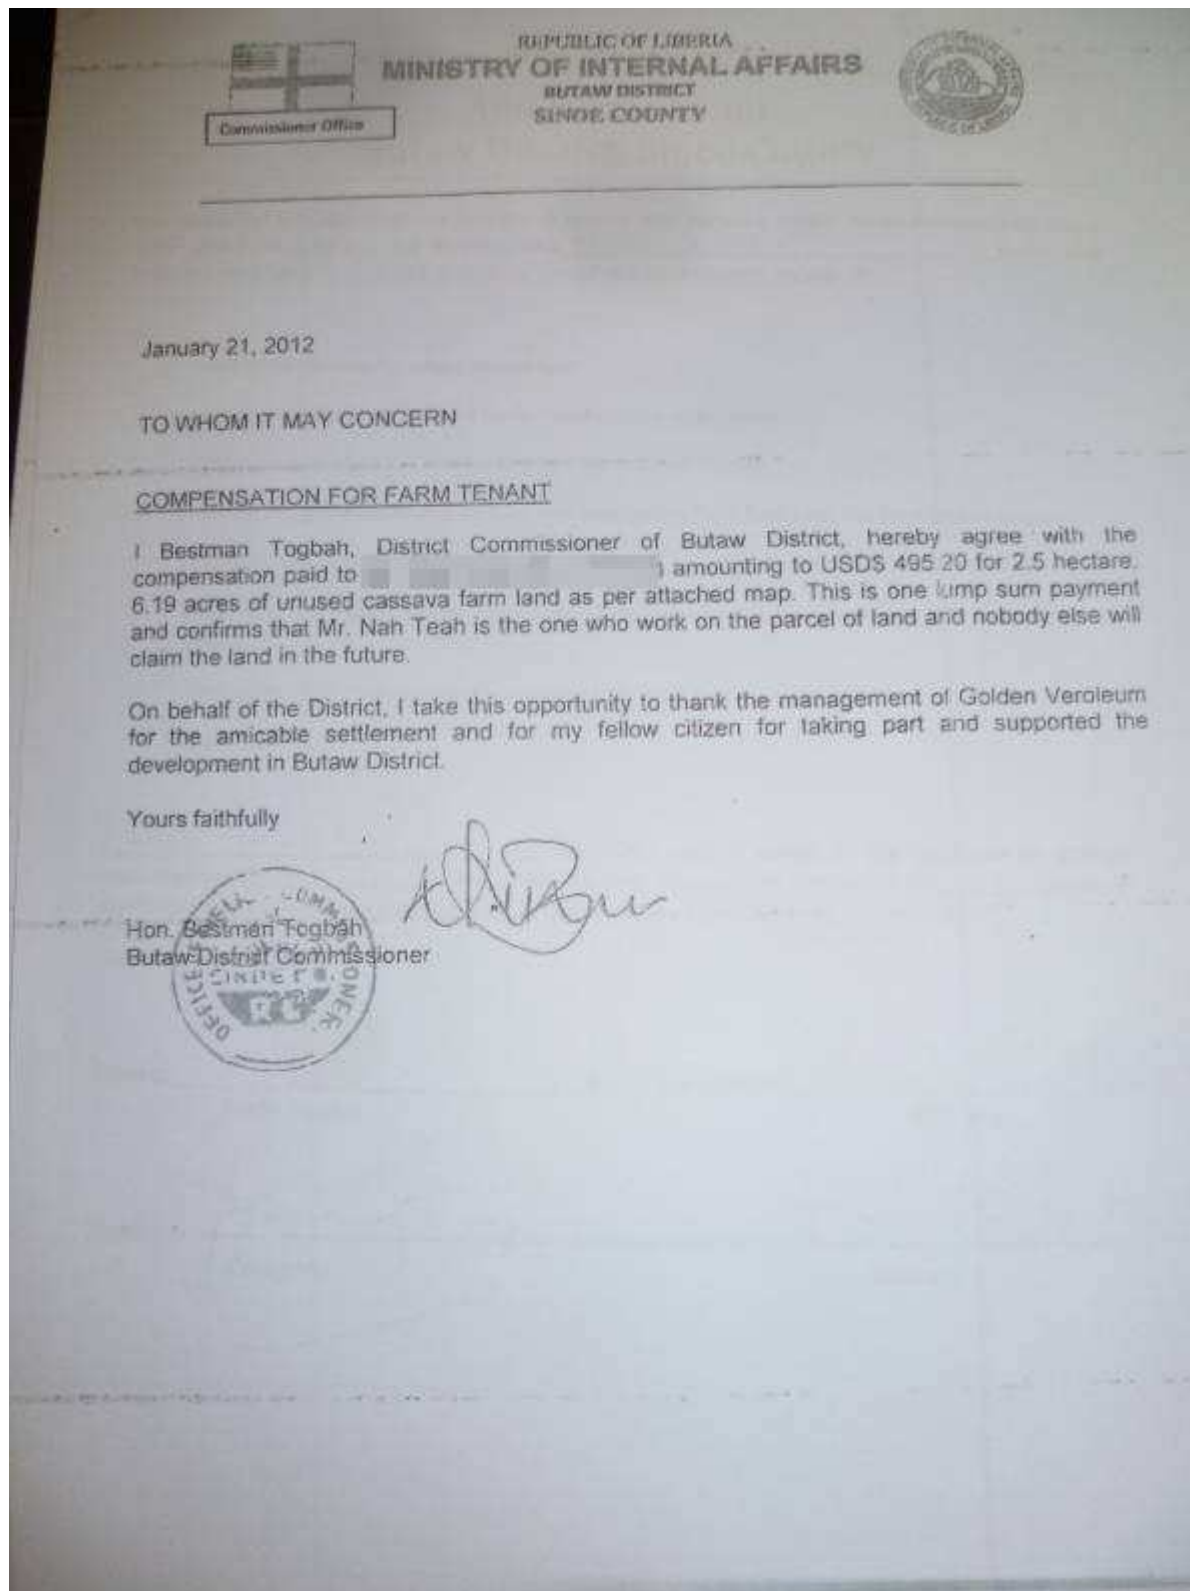 REPUBLIC OF LIBERIA
MINISTRY OF INTERNAL AFFAIRS
BUTAW DISTRICT
SINOE COUNTY
Commissioner Office
January 21, 2012
TO WHOM IT MAY CONCERN
COMPENSATION FOR FARM TENANT
I Bestman Togbah, District Commissioner of Butaw District, hereby agree with the
compensation paid to ) amounting to USD$ 495.20 for 2.5 hectare,
6.19 acres of unused cassava farm land as per attached map. This is one lump sum payment
and confirms that Mr. Nah Teah is the one who work on the parcel of land and nobody else will
claim the land in the future.
On behalf of the District, I take this opportunity to thank the management of Golden Veroleum
for the amicable settlement and for my fellow citizen for taking part and supported the
development in Butaw District.
Yours faithfully
Hon. Bestman Togbah
Butaw District Commissioner
OFFICE COMMISSIONER
R L